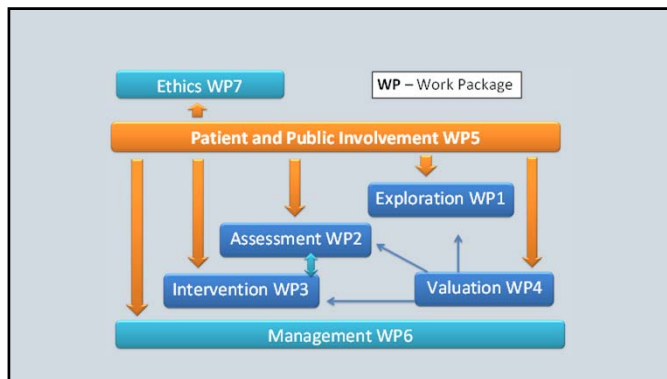 Ethics WP7
WP – Work Package
Patient and Public Involvement WP5
Exploration WP1
Assessment WP2
Intervention WP3
Valuation WP4
Management WP6